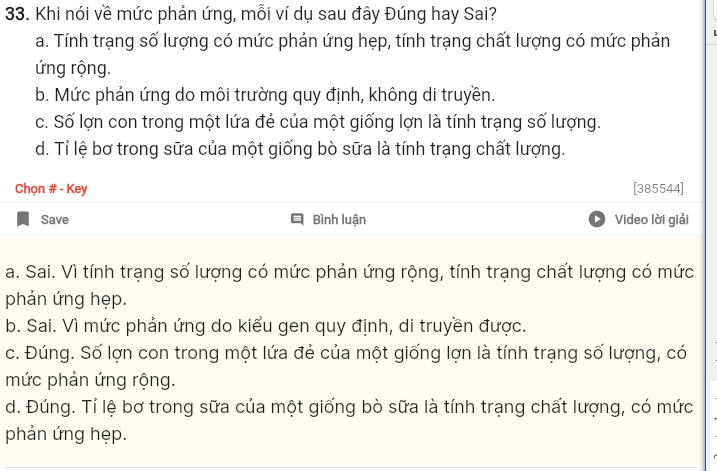 33. Khi nói về mức phản ứng, mỗi ví dụ sau đây Đúng hay Sai?
a. Tính trạng số lượng có mức phản ứng hẹp, tính trạng chất lượng có mức phản
ứng rộng.
b. Mức phản ứng do môi trường quy định, không di truyền.
c. Số lợn con trong một lứa đẻ của một giống lợn là tính trạng số lượng.
d. Tỉ lệ bơ trong sữa của một giống bò sữa là tính trạng chất lượng.
Chọn # - Key [385544]
Save Bình luận Video lời giải
a. Sai. Vì tính trạng số lượng có mức phản ứng rộng, tính trạng chất lượng có mức
phản ứng hẹp.
b. Sai. Vì mức phản ứng do kiểu gen quy định, di truyền được.
c. Đúng. Số lợn con trong một lứa đẻ của một giống lợn là tính trạng số lượng, có
mức phản ứng rộng.
d. Đúng. Tỉ lệ bơ trong sữa của một giống bò sữa là tính trạng chất lượng, có mức
phản ứng hẹp.